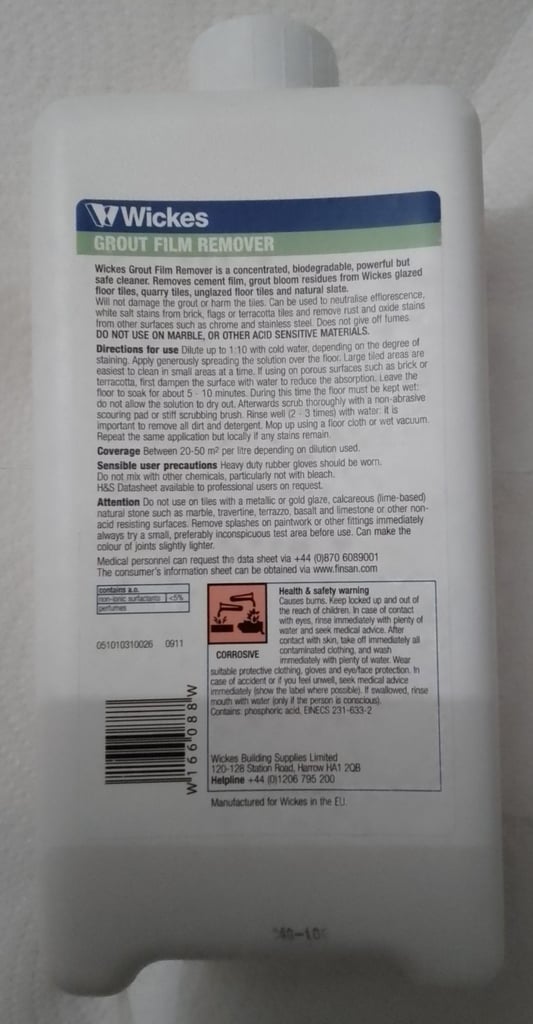 Wickes
GROUT FILM REMOVER
Wickes Grout Film Remover is a concentrated, biodegradable, powerful but
safe cleaner. Removes cement film, grout bloom residues from Wickes glazed
floor tiles, quarry tiles, unglazed floor tiles and natural slate.
Will not damage the grout or harm the tiles. Can be used to neutralise efflorescence,
white salt stains from brick, flags or terracotta tiles and remove rust and oxide stains
from other surfaces such as chrome and stainless steel. Does not give off fumes.
DO NOT USE ON MARBLE, OR OTHER ACID SENSITIVE MATERIALS.
Directions for use Dilute up to 1:10 with cold water, depending on the degree of
staining. Apply generously spreading the solution over the floor. Large tiled areas are
easiest to clean in small areas at a time. If using on porous surfaces such as brick or
terracotta, first dampen the surface with water to reduce the absorption. Leave the
floor to soak for about 5 - 10 minutes. During this time the floor must be kept wet:
do not allow the solution to dry out. Afterwards scrub thoroughly with a non-abrasive
scouring pad or stiff scrubbing brush. Rinse well (2 - 3 times) with water: it is
important to remove all dirt and detergent. Mop up using a floor cloth or wet vacuum.
Repeat the same application but locally if any stains remain.
Coverage Between 20-50 m² per litre depending on dilution used.
Sensible user precautions Heavy duty rubber gloves should be worn.
Do not mix with other chemicals, particularly not with bleach.
H&S Datasheet available to professional users on request.
Attention Do not use on tiles with a metallic or gold glaze, calcareous (lime-based)
natural stone such as marble, travertine, terrazzo, basalt and limestone or other non-
acid resisting surfaces. Remove splashes on paintwork or other fittings immediately
always try a small, preferably inconspicuous test area before use. Can make the
colour of joints slightly lighter.
Medical personnel can request the data sheet via +44 (0)870 6089001
The consumer's information sheet can be obtained via www.finsan.com
contains a.o.
non-ionic surfactants <5%
perfumes
051010310026 0911
W166088W
CORROSIVE
Health & safety warning
Causes burns. Keep locked up and out of
the reach of children. In case of contact
with eyes, rinse immediately with plenty of
water and seek medical advice. After
contact with skin, take off immediately all
contaminated clothing, and wash
immediately with plenty of water. Wear
suitable protective clothing, gloves and eye/face protection. In
case of accident or if you feel unwell, seek medical advice
immediately (show the label where possible). If swallowed, rinse
mouth with water (only if the person is conscious).
Contains: phosphoric acid, EINECS 231-633-2
Wickes Building Supplies Limited
120-128 Station Road, Harrow HA1 2QB
Helpline +44 (0)1206 795 200
Manufactured for Wickes in the EU.